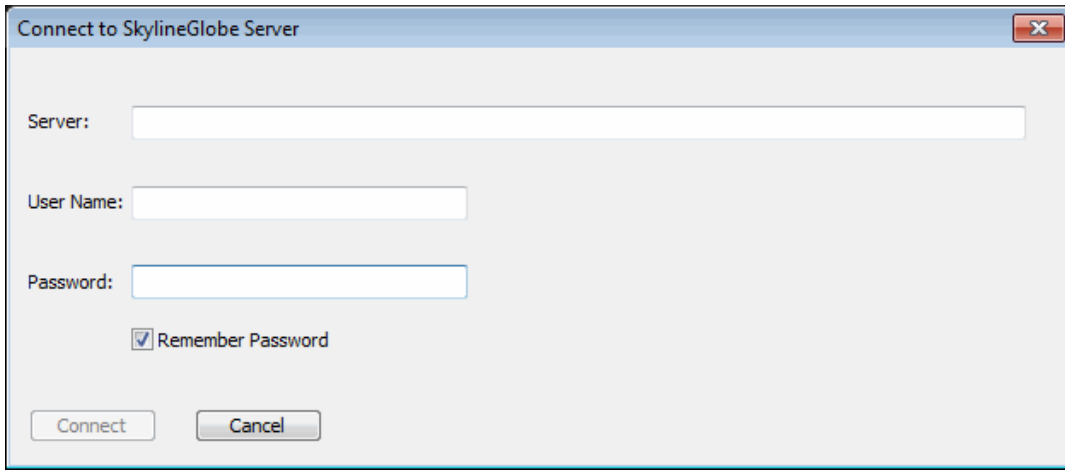 Connect to SkylineGlobe Server
Server:
User Name:
Password:
Remember Password
Connect Cancel